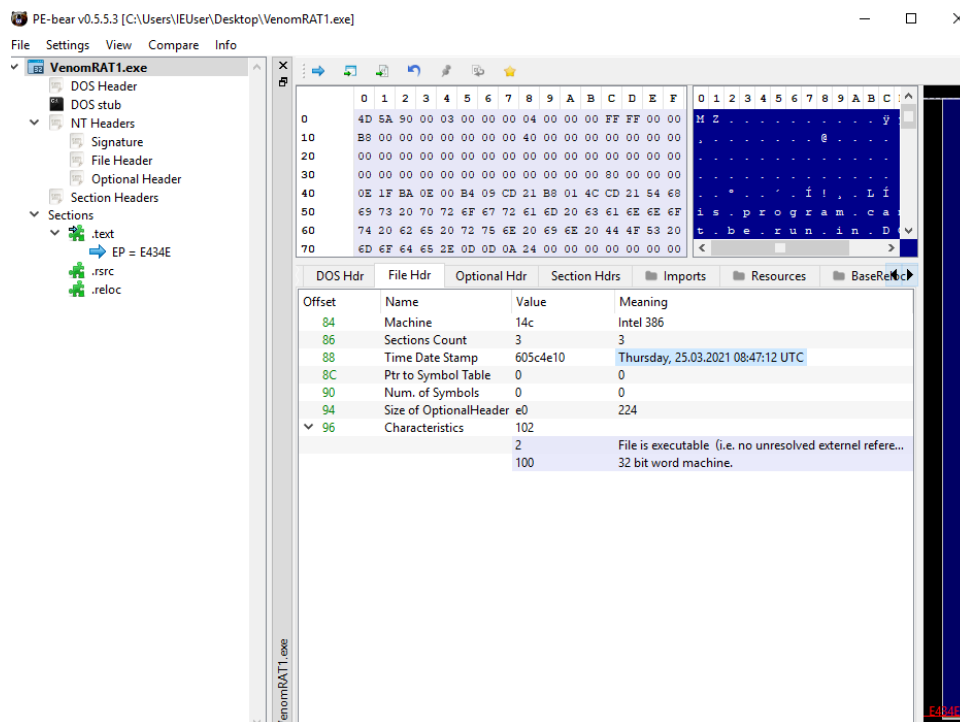 PE-bear v0.5.5.3 [C:\Users\IEUser\Desktop\VenomRAT1.exe]
File Settings View Compare Info
VenomRAT1.exe
DOS Header
DOS stub
NT Headers
Signature
File Header
Optional Header
Section Headers
Sections
.text
EP = E434E
.rsrc
.reloc
0 1 2 3 4 5 6 7 8 9 A B C D E F
0 4D 5A 90 00 03 00 00 00 04 00 00 00 FF FF 00 00
10 B8 00 00 00 00 00 00 00 40 00 00 00 00 00 00 00
20 00 00 00 00 00 00 00 00 00 00 00 00 00 00 00 00
30 00 00 00 00 00 00 00 00 00 00 00 00 80 00 00 00
40 0E 1F BA 0E 00 B4 09 CD 21 B8 01 4C CD 21 54 68
50 69 73 20 70 72 6F 67 72 61 6D 20 63 61 6E 6E 6F
60 74 20 62 65 20 72 75 6E 20 69 6E 20 44 4F 53 20
70 6D 6F 64 65 2E 0D 0D 0A 24 00 00 00 00 00 00 00
0 1 2 3 4 5 6 7 8 9 A B C
M Z . . . . . . . . . . ÿ
¸ . . . . . . . @ . . . .
. . . . . . . . . . . . .
. . . . . . . . . . . . .
. . º . . ´ . Í ! ¸ . L Í
i s . p r o g r a m . c a
t . b e . r u n . i n . D
DOS Hdr File Hdr Optional Hdr Section Hdrs Imports Resources BaseReloc
Offset Name Value Meaning
84 Machine 14c Intel 386
86 Sections Count 3 3
88 Time Date Stamp 605c4e10 Thursday, 25.03.2021 08:47:12 UTC
8C Ptr to Symbol Table 0 0
90 Num. of Symbols 0 0
94 Size of OptionalHeader e0 224
96 Characteristics 102
2 File is executable (i.e. no unresolved externel refere...
100 32 bit word machine.
VenomRAT1.exe
E434E